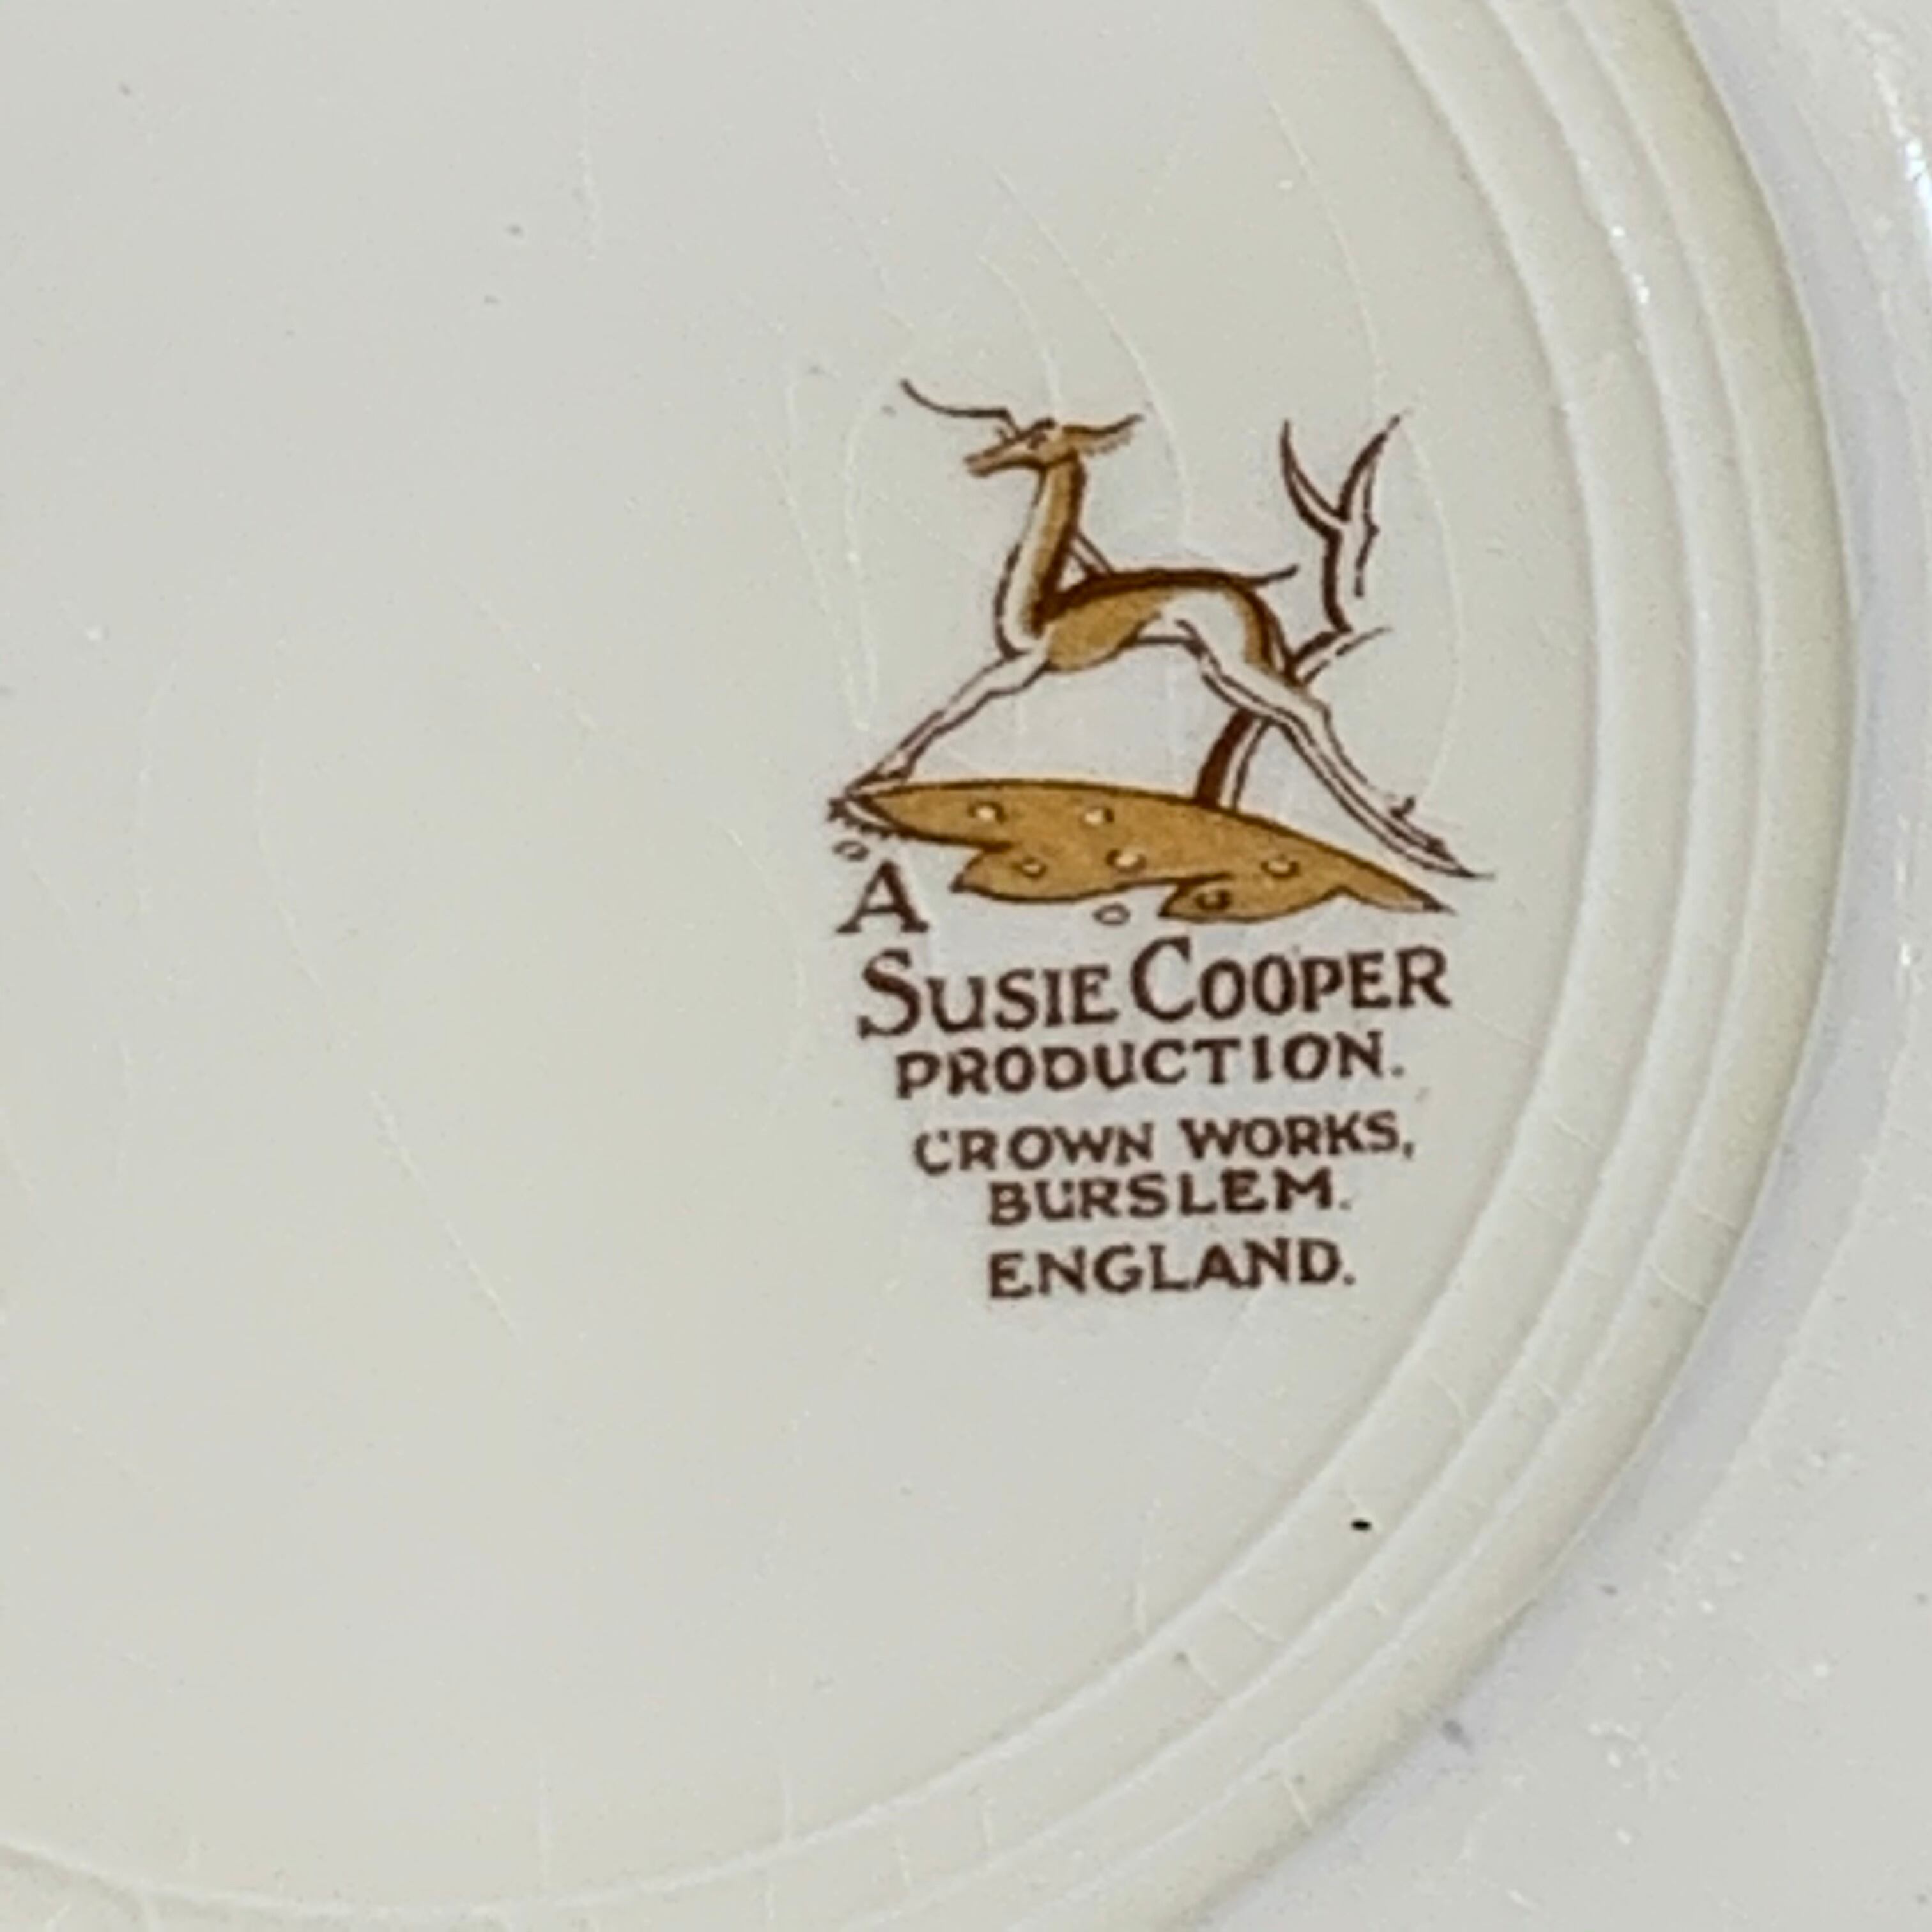 A
SUSIE COOPER
PRODUCTION.
CROWN WORKS,
BURSLEM.
ENGLAND.